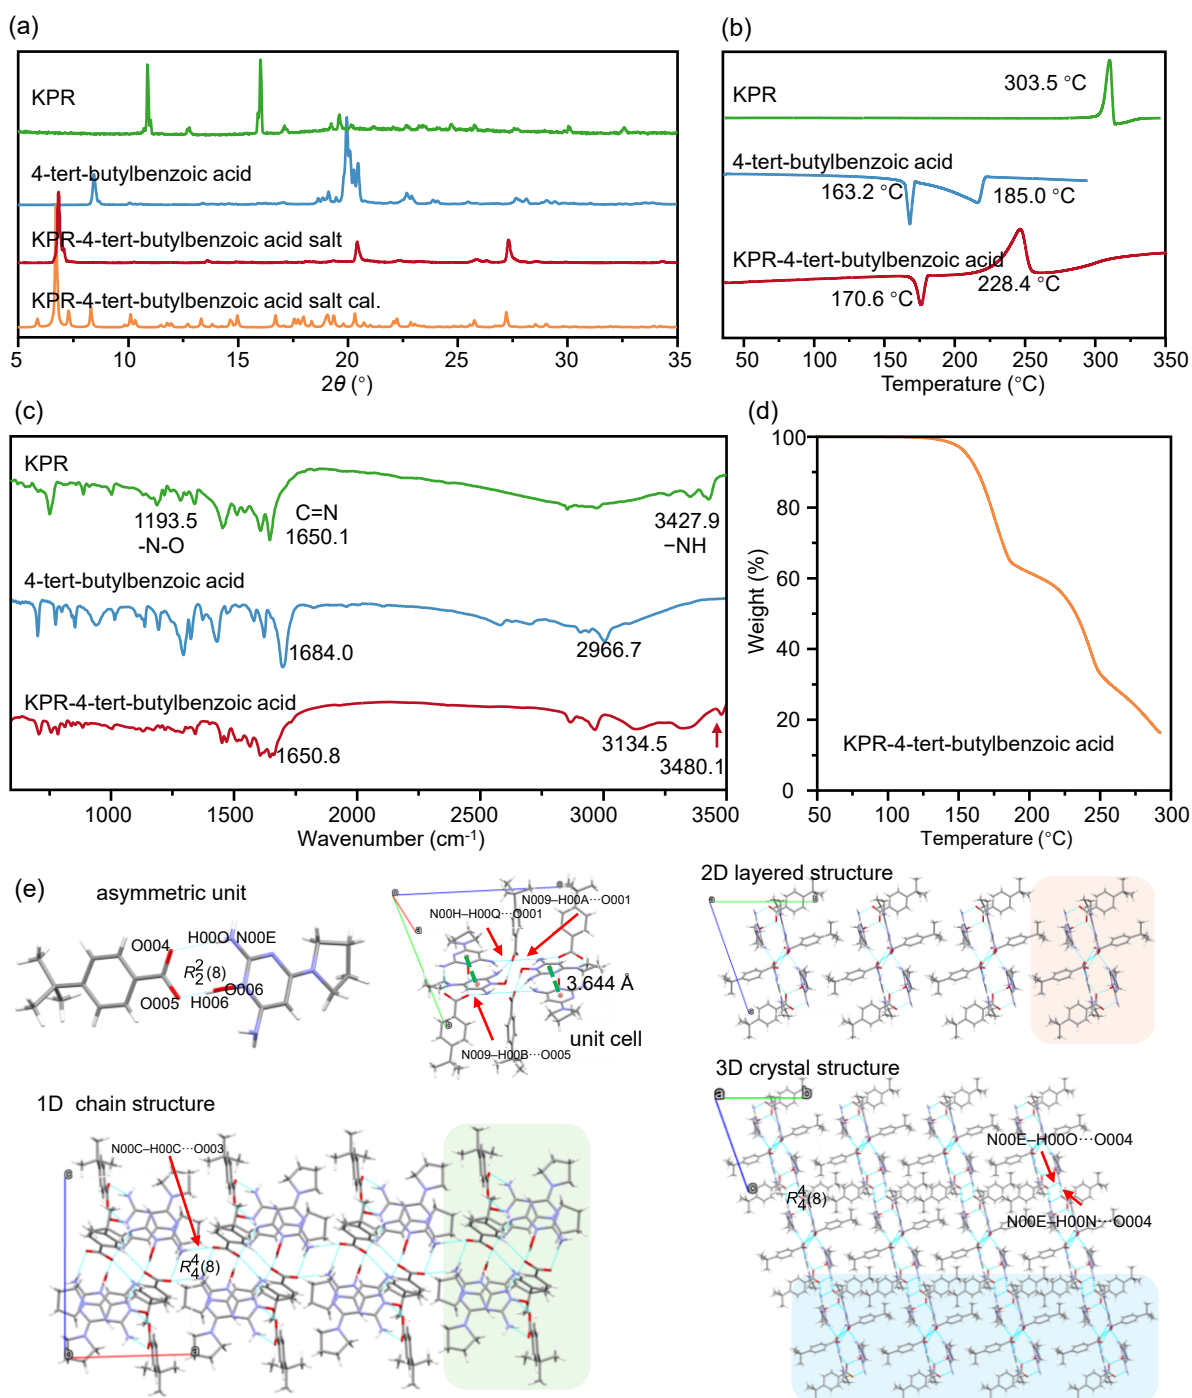 (a)
KPR
4-tert-butylbenzoic acid
KPR-4-tert-butylbenzoic acid salt
KPR-4-tert-butylbenzoic acid salt cal.
5 10 15 20 25 30 35
2θ (°)
(b)
KPR
303.5 °C
4-tert-butylbenzoic acid
163.2 °C
185.0 °C
KPR-4-tert-butylbenzoic acid
170.6 °C
228.4 °C
50 100 150 200 250 300 350
Temperature (°C)
(c)
KPR
1193.5
-N-O
C=N
1650.1
3427.9
−NH
4-tert-butylbenzoic acid
1684.0
2966.7
KPR-4-tert-butylbenzoic acid
1650.8
3134.5
3480.1
1000 1500 2000 2500 3000 3500
Wavenumber (cm⁻¹)
(d)
100
80
60
40
20
0
Weight (%)
KPR-4-tert-butylbenzoic acid
50 100 150 200 250 300
Temperature (°C)
(e)
asymmetric unit
O004
H00O
N00E
R²₂(8)
O005
H006
O006
N009–H00A···O001
N00H–H00Q···O001
3.644 Å
unit cell
N009–H00B···O005
2D layered structure
a
b
c
1D chain structure
N00C–H00C···O003
R⁴₄(8)
c
b
a
3D crystal structure
a
b
c
N00E–H00O···O004
R⁴₄(8)
N00E–H00N···O004